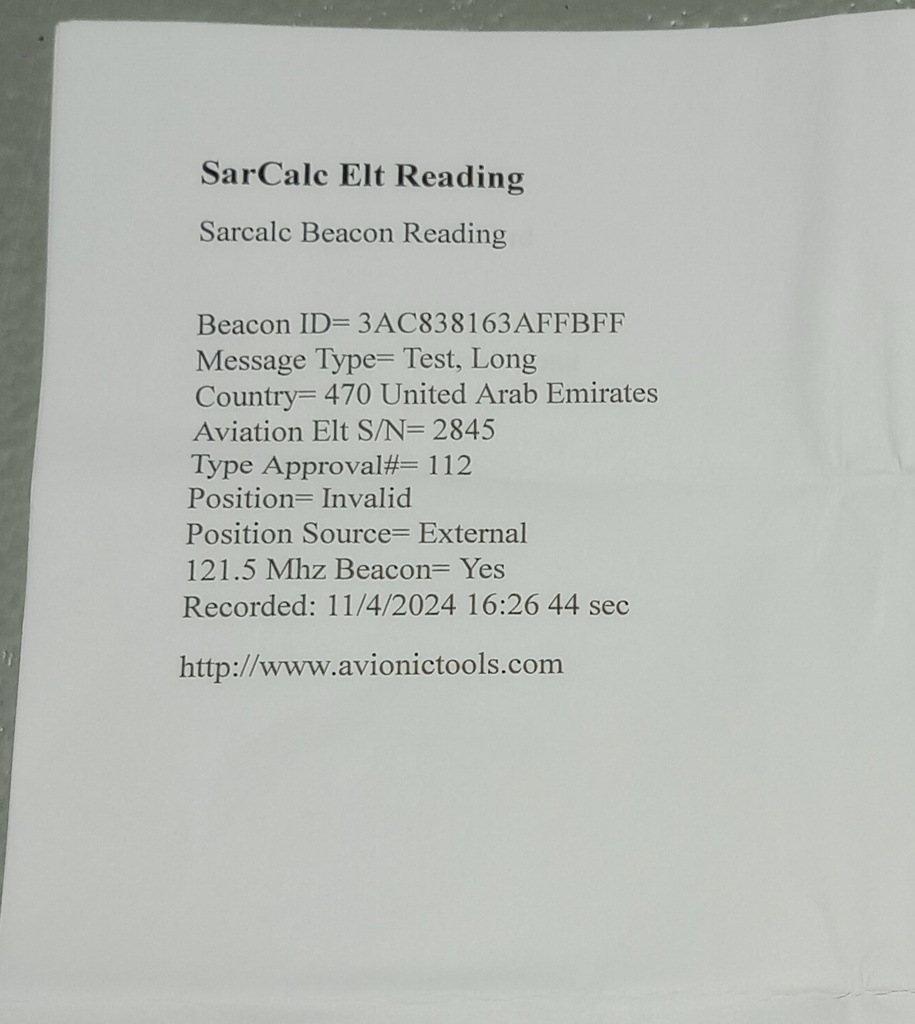 SarCalc Elt Reading
Sarcalc Beacon Reading
Beacon ID= 3AC838163AFFBFF
Message Type= Test, Long
Country= 470 United Arab Emirates
Aviation Elt S/N= 2845
Type Approval#= 112
Position= Invalid
Position Source= External
121.5 Mhz Beacon= Yes
Recorded: 11/4/2024 16:26 44 sec
http://www.avionictools.com